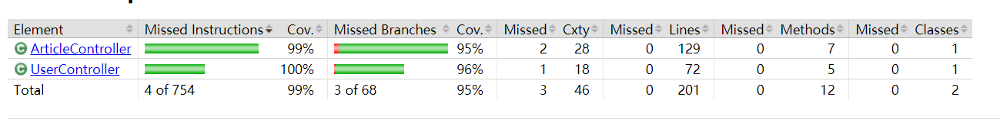 Element Missed Instructions Cov. Missed Branches Cov. Missed Cxty Missed Lines Missed Methods Missed Classes
ArticleController 99% 95% 2 28 0 129 0 7 0 1
UserController 100% 96% 1 18 0 72 0 5 0 1
Total 4 of 754 99% 3 of 68 95% 3 46 0 201 0 12 0 2